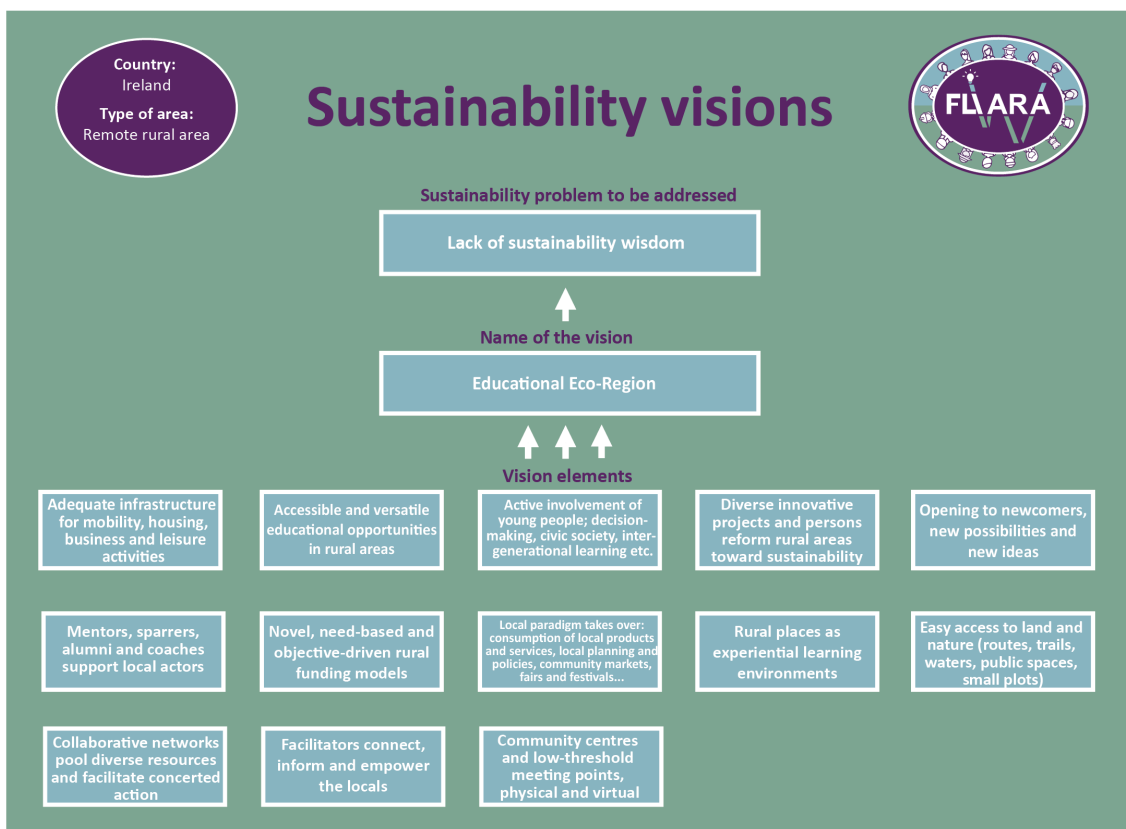 Country:
Ireland
Type of area:
Remote rural area
Sustainability visions
FLIARA
Sustainability problem to be addressed
Lack of sustainability wisdom
Name of the vision
Educational Eco-Region
Vision elements
Adequate infrastructure
for mobility, housing,
business and leisure
activities
Accessible and versatile
educational opportunities
in rural areas
Active involvement of
young people; decision-
making, civic society, inter-
generational learning etc.
Diverse innovative
projects and persons
reform rural areas
toward sustainability
Opening to newcomers,
new possibilities and
new ideas
Mentors, sparrers,
alumni and coaches
support local actors
Novel, need-based and
objective-driven rural
funding models
Local paradigm takes over:
consumption of local products
and services, local planning and
policies, community markets,
fairs and festivals...
Rural places as
experiential learning
environments
Easy access to land and
nature (routes, trails,
waters, public spaces,
small plots)
Collaborative networks
pool diverse resources
and facilitate concerted
action
Facilitators connect,
inform and empower
the locals
Community centres
and low-threshold
meeting points,
physical and virtual